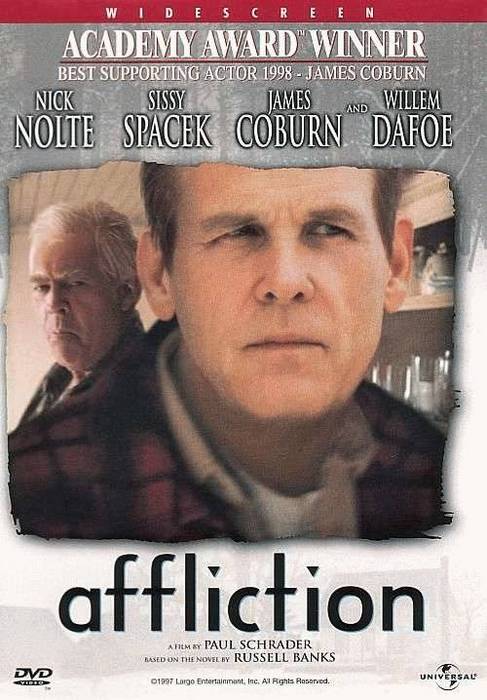 WIDESCREEN
ACADEMY AWARD™ WINNER
BEST SUPPORTING ACTOR 1998 - JAMES COBURN
NICK NOLTE
SISSY SPACEK
JAMES COBURN
AND
WILLEM DAFOE
affliction
A FILM BY PAUL SCHRADER
BASED ON THE NOVEL BY RUSSELL BANKS
©1997 Largo Entertainment, Inc. All Rights Reserved.
DVD
VIDEO
UNIVERSAL